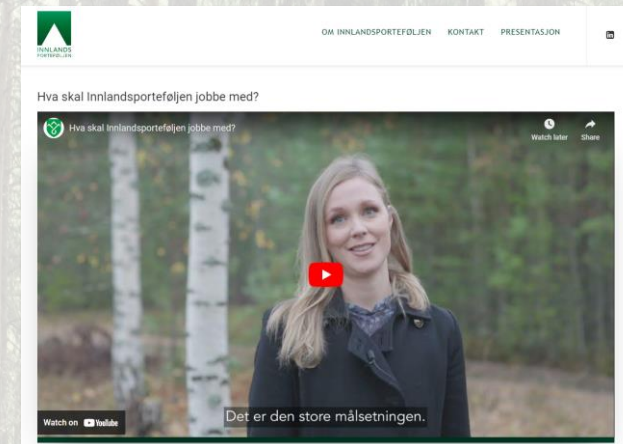 INNLANDS
PORTEFØLJEN
OM INNLANDSPORTEFØLJEN KONTAKT PRESENTASJON
Hva skal Innlandsporteføljen jobbe med?
Hva skal Innlandsporteføljen jobbe med?
Watch later Share
Det er den store målsetningen.
Watch on YouTube